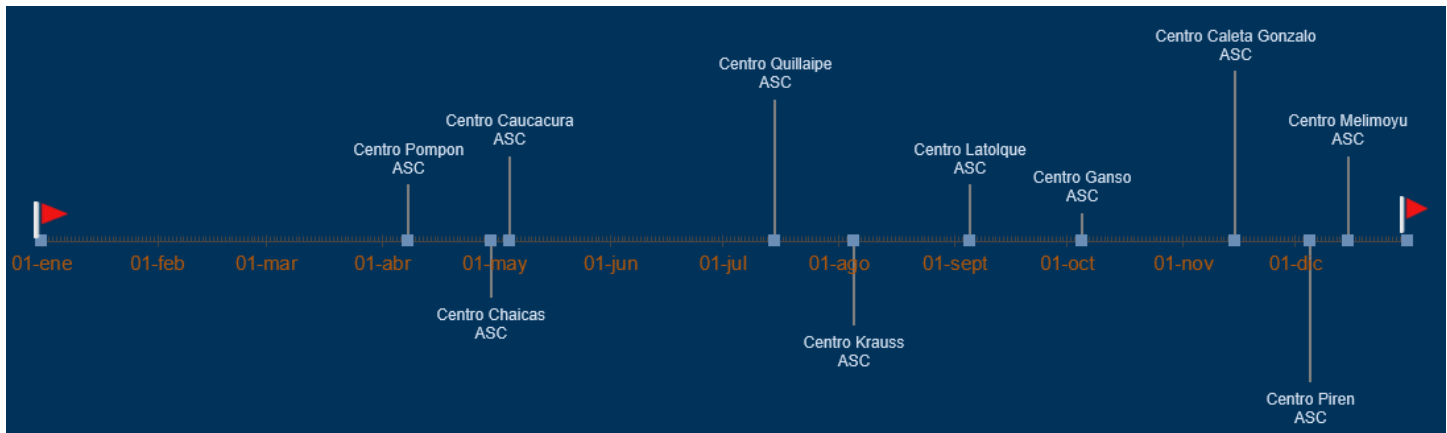 Centro Caleta Gonzalo
ASC
Centro Quillaipe
ASC
Centro Caucacura
ASC
Centro Melimoyu
ASC
Centro Pompon
ASC
Centro Latolque
ASC
Centro Ganso
ASC
01-ene 01-feb 01-mar 01-abr 01-may 01-jun 01-jul 01-ago 01-sept 01-oct 01-nov 01-dic
Centro Chaicas
ASC
Centro Krauss
ASC
Centro Piren
ASC